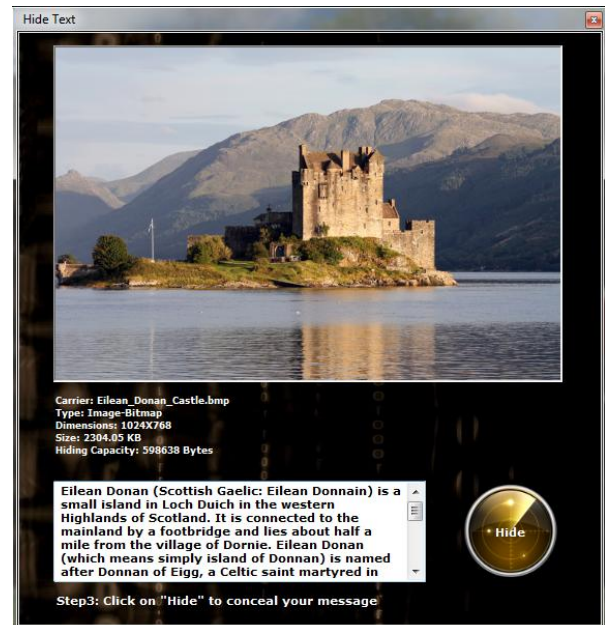 Hide Text
Carrier: Eilean_Donan_Castle.bmp
Type: Image-Bitmap
Dimensions: 1024X768
Size: 2304.05 KB
Hiding Capacity: 598638 Bytes
Eilean Donan (Scottish Gaelic: Eilean Donnain) is a
small island in Loch Duich in the western
Highlands of Scotland. It is connected to the
mainland by a footbridge and lies about half a
mile from the village of Dornie. Eilean Donan
(which means simply island of Donnan) is named
after Donnan of Eigg, a Celtic saint martyred in
Hide
Step3: Click on "Hide" to conceal your message